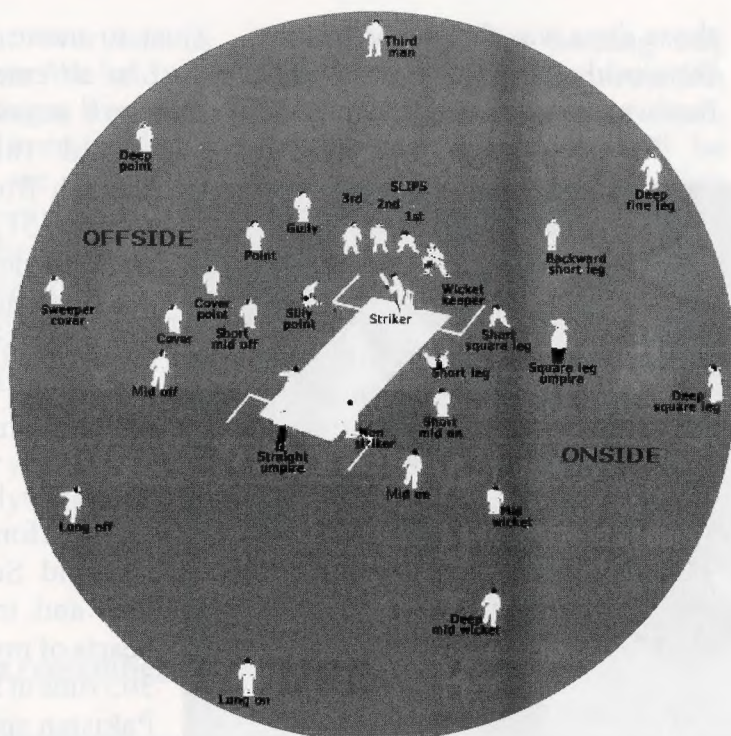 Third
man
Deep
point
SLIPS
3rd
2nd
1st
Deep
fine leg
Gully
OFFSIDE
Point
Backward
short leg
Sweeper
cover
Cover
point
Silly
point
Wicket
keeper
Striker
Cover
Short
mid off
Short
square leg
Square leg
umpire
Mid off
Short leg
Deep
square leg
Short
mid on
Non
striker
Straight
umpire
ONSIDE
Mid on
Long off
Mid
wicket
Deep
mid wicket
Long on